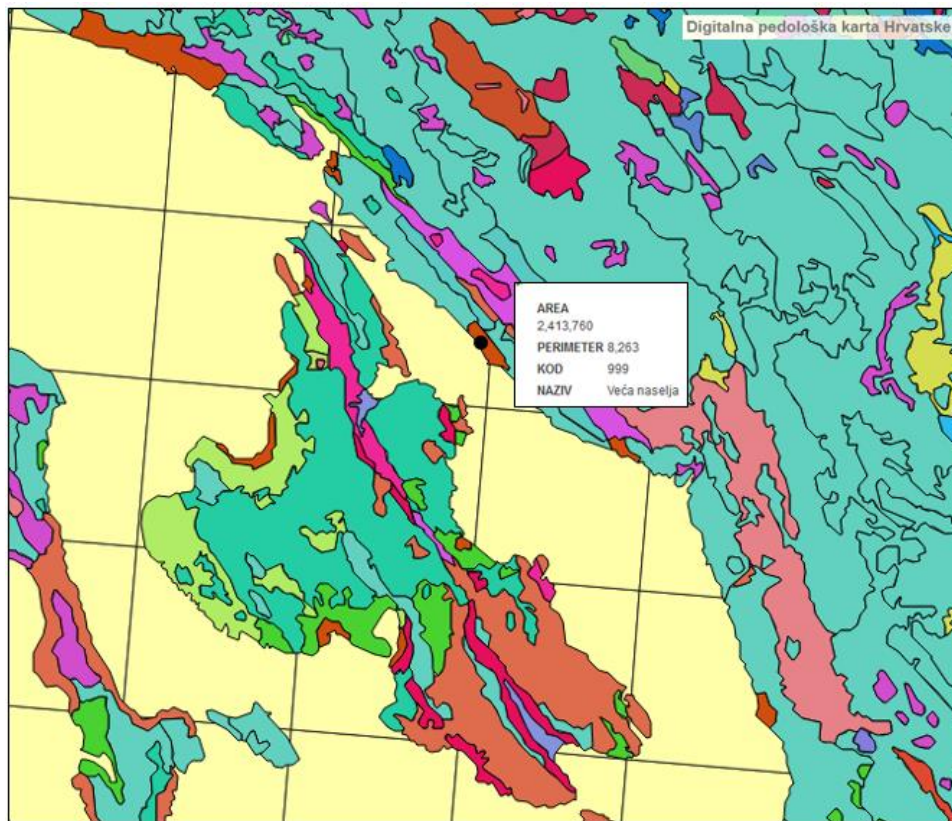 Digitalna pedološka karta Hrvatske
AREA
2,413,760
PERIMETER 8,263
KOD 999
NAZIV Veća naselja